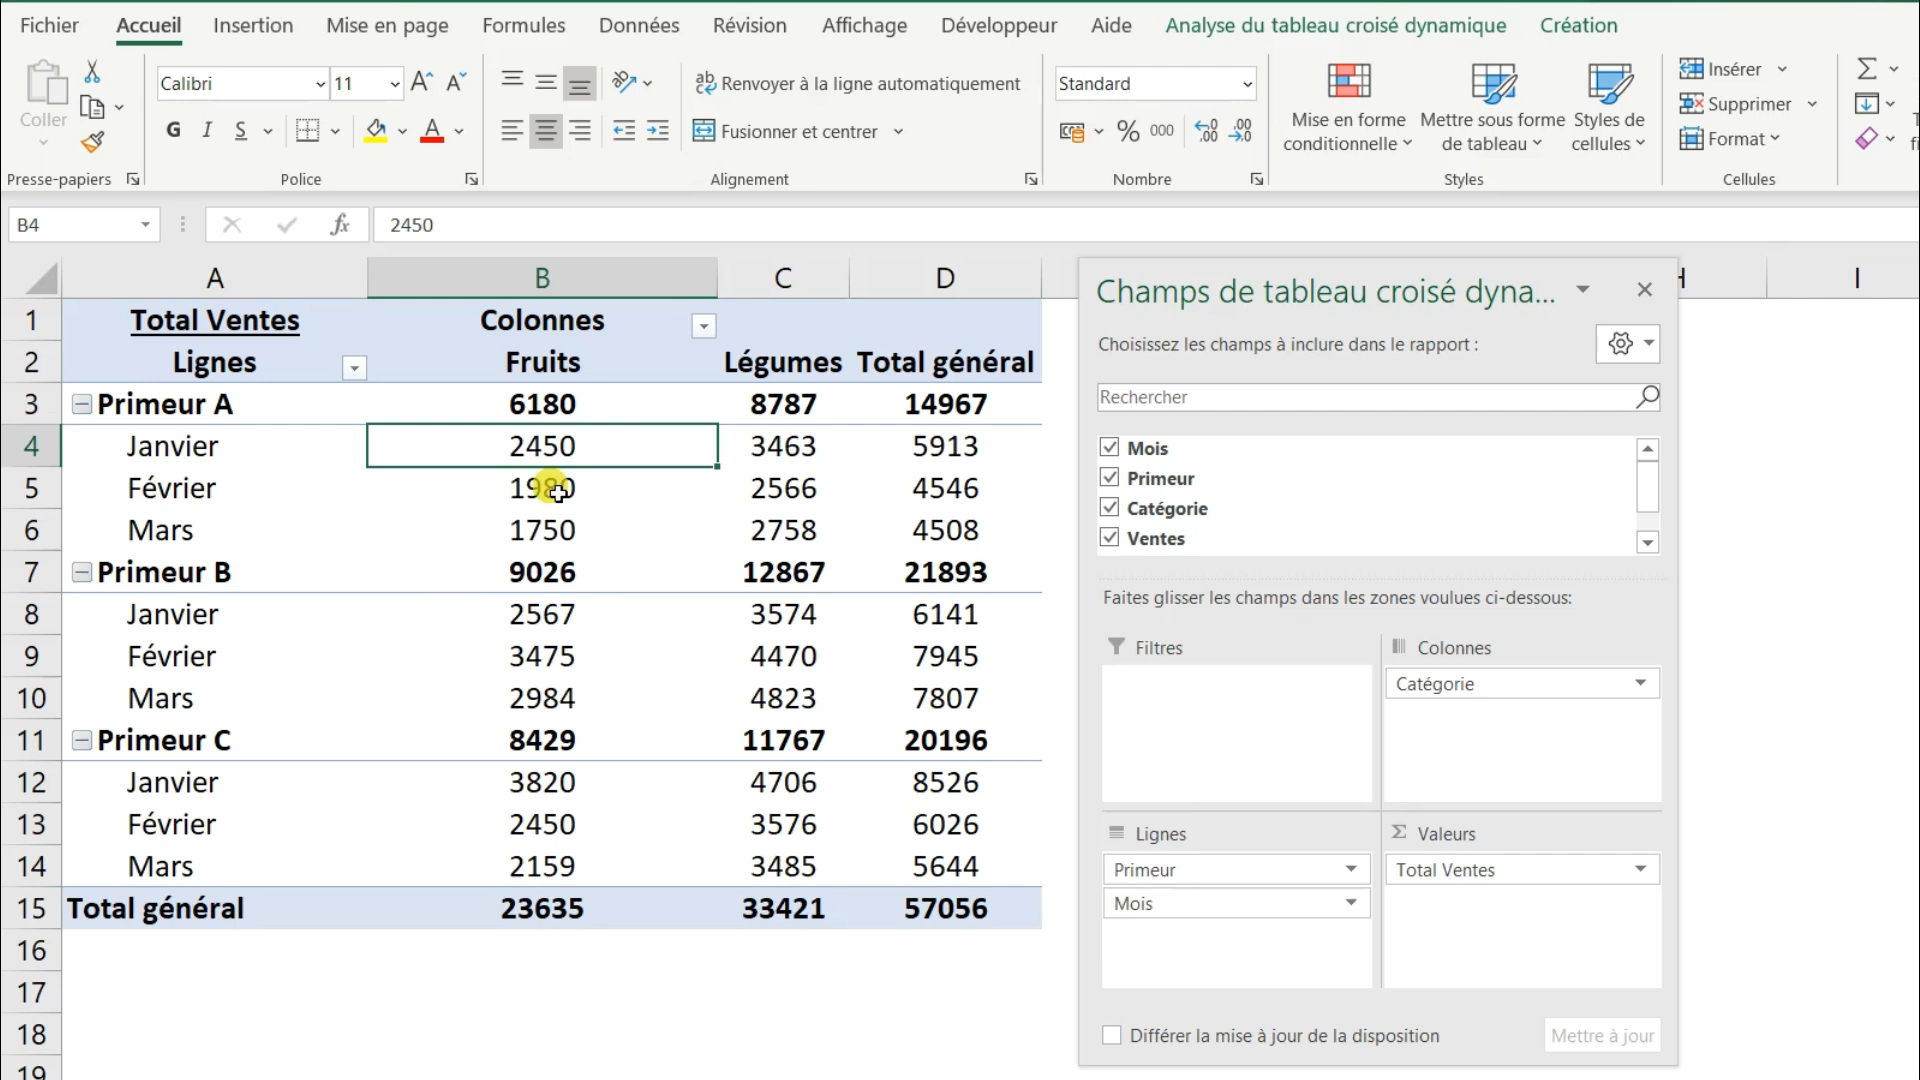 Fichier Accueil Insertion Mise en page Formules Données Révision Affichage Développeur Aide Analyse du tableau croisé dynamique Création
Coller
Presse-papiers
Calibri 11
G I S A
Police
Renvoyer à la ligne automatiquement
Fusionner et centrer
Alignement
Standard
% 000
Nombre
Mise en forme conditionnelle
Mettre sous forme de tableau
Styles de cellules
Styles
Insérer
Supprimer
Format
Cellules
B4 fx 2450
A B C D H I
1 Total Ventes Colonnes
2 Lignes Fruits Légumes Total général
3 Primeur A 6180 8787 14967
4 Janvier 2450 3463 5913
5 Février 1980 2566 4546
6 Mars 1750 2758 4508
7 Primeur B 9026 12867 21893
8 Janvier 2567 3574 6141
9 Février 3475 4470 7945
10 Mars 2984 4823 7807
11 Primeur C 8429 11767 20196
12 Janvier 3820 4706 8526
13 Février 2450 3576 6026
14 Mars 2159 3485 5644
15 Total général 23635 33421 57056
16
17
18
19
Champs de tableau croisé dyna...
Choisissez les champs à inclure dans le rapport :
Rechercher
Mois
Primeur
Catégorie
Ventes
Faites glisser les champs dans les zones voulues ci-dessous:
Filtres
Colonnes
Catégorie
Lignes
Primeur
Mois
Σ Valeurs
Total Ventes
Différer la mise à jour de la disposition
Mettre à jour